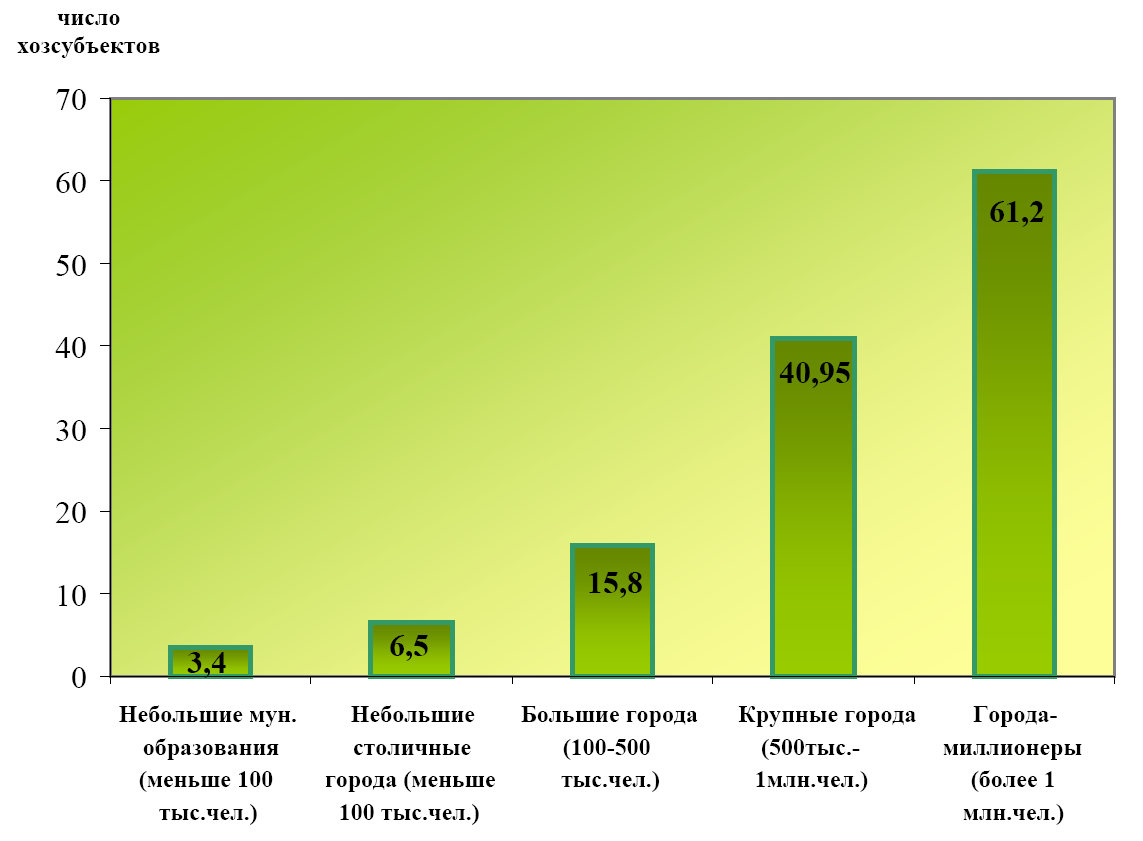 число
хозсубъектов
70
60
50
40
30
20
10
0
3,4
6,5
15,8
40,95
61,2
Небольшие мун.
образования
(меньше 100
тыс.чел.)
Небольшие
столичные
города (меньше
100 тыс.чел.)
Большие города
(100-500
тыс.чел.)
Крупные города
(500тыс.-
1млн.чел.)
Города-
миллионеры
(более 1
млн.чел.)